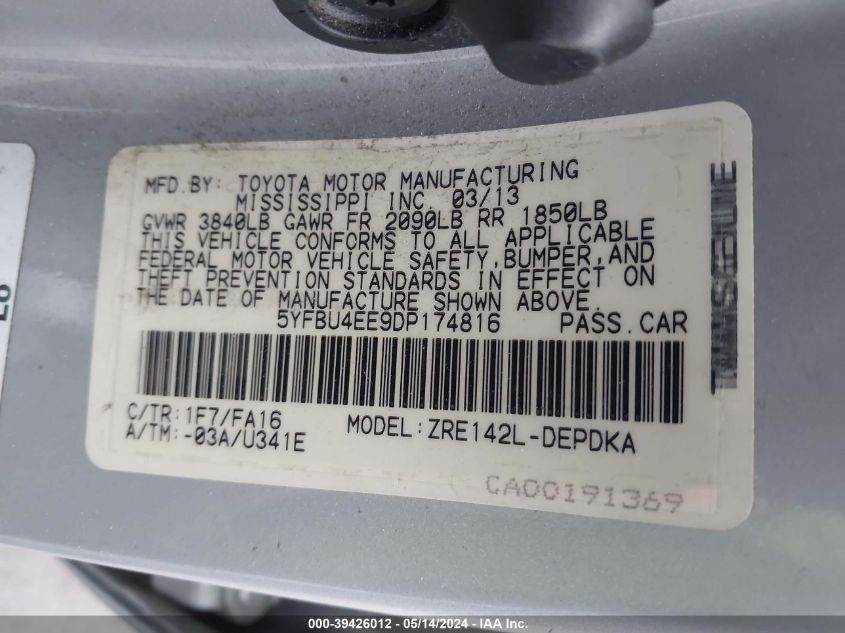 MFD.BY: TOYOTA MOTOR MANUFACTURING
MISSISSIPPI INC. 03/13
GVWR 3840LB GAWR FR 2090LB RR 1850LB
THIS VEHICLE CONFORMS TO ALL APPLICABLE
FEDERAL MOTOR VEHICLE SAFETY, BUMPER, AND
THEFT PREVENTION STANDARDS IN EFFECT ON
THE DATE OF MANUFACTURE SHOWN ABOVE.
5YFBU4EE9DP174816 PASS.CAR
C/TR:1F7/FA16
A/TM:-03A/U341E
MODEL:ZRE142L-DEPDKA
CA00191369
000-39426012 - 05/14/2024 - IAA Inc.